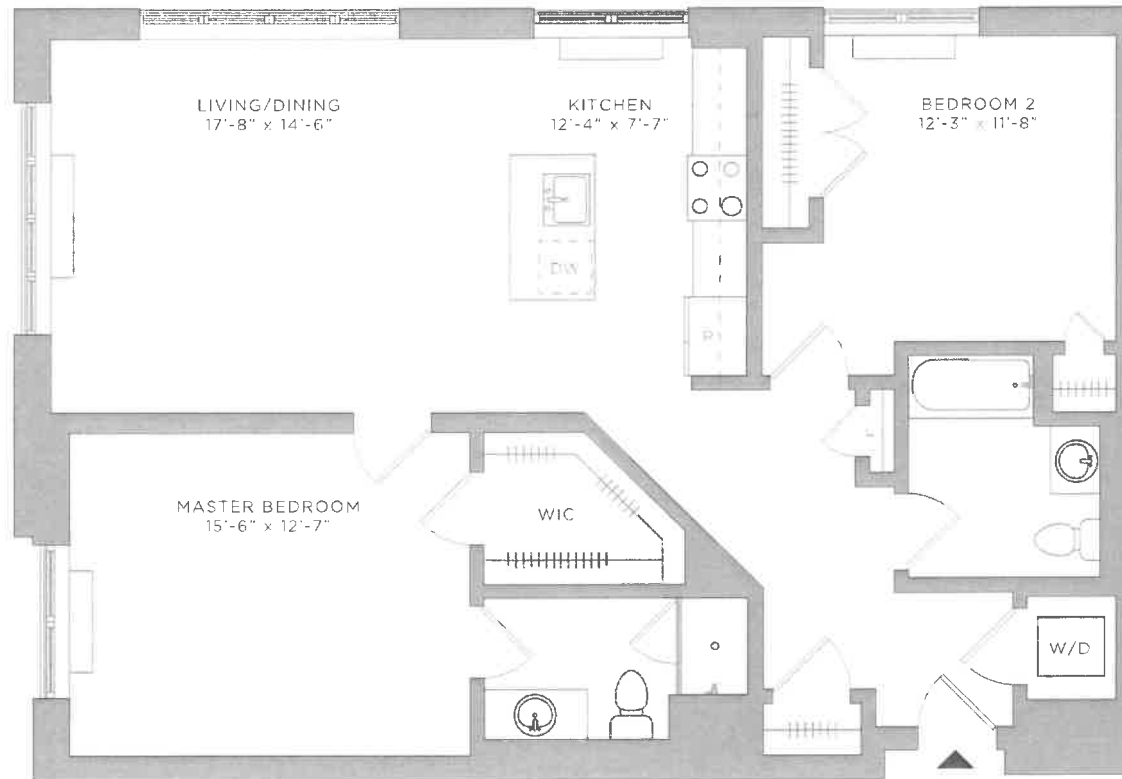 LIVING/DINING
17'-8" x 14'-6"
KITCHEN
12'-4" x 7'-7"
BEDROOM 2
12'-3" x 11'-8"
DW
R
MASTER BEDROOM
15'-6" x 12'-7"
WIC
W/D